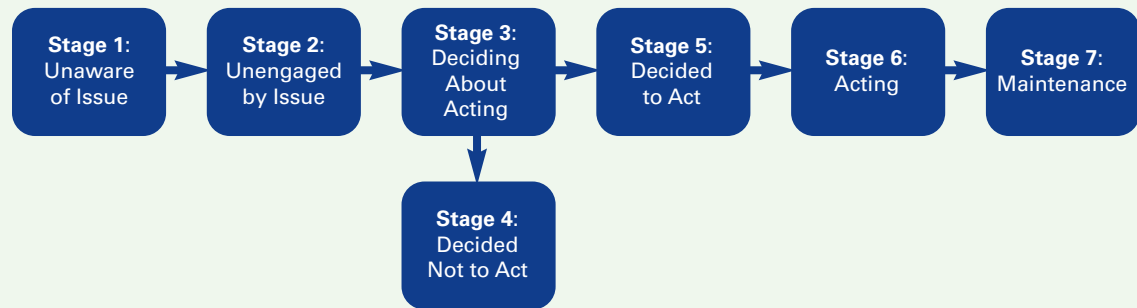 Stage 1:
Unaware
of Issue
Stage 2:
Unengaged
by Issue
Stage 3:
Deciding
About
Acting
Stage 5:
Decided
to Act
Stage 6:
Acting
Stage 7:
Maintenance
Stage 4:
Decided
Not to Act